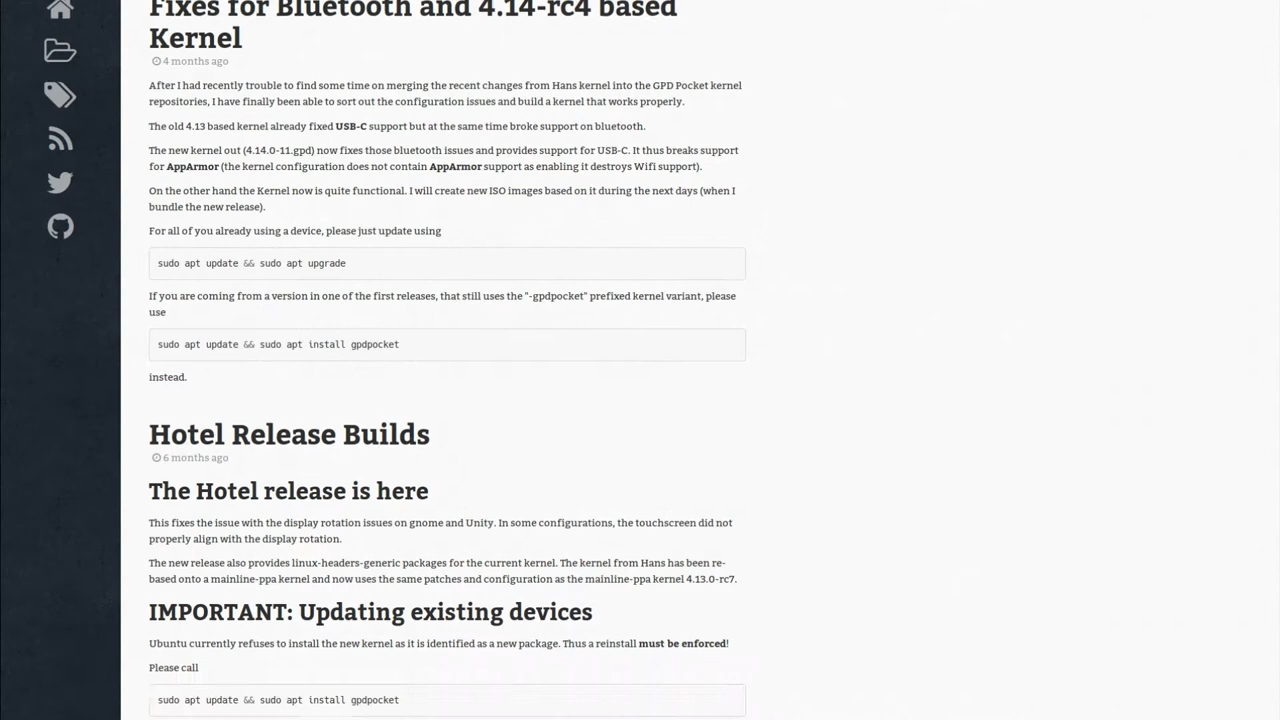 Fixes for Bluetooth and 4.14-rc4 based
Kernel
4 months ago
After I had recently trouble to find some time on merging the recent changes from Hans kernel into the GPD Pocket kernel
repositories, I have finally been able to sort out the configuration issues and build a kernel that works properly.
The old 4.13 based kernel already fixed USB-C support but at the same time broke support on bluetooth.
The new kernel out (4.14.0-11.gpd) now fixes those bluetooth issues and provides support for USB-C. It thus breaks support
for AppArmor (the kernel configuration does not contain AppArmor support as enabling it destroys Wifi support).
On the other hand the Kernel now is quite functional. I will create new ISO images based on it during the next days (when I
bundle the new release).
For all of you already using a device, please just update using
sudo apt update && sudo apt upgrade
If you are coming from a version in one of the first releases, that still uses the "-gpdpocket" prefixed kernel variant, please
use
sudo apt update && sudo apt install gpdpocket
instead.
Hotel Release Builds
6 months ago
The Hotel release is here
This fixes the issue with the display rotation issues on gnome and Unity. In some configurations, the touchscreen did not
properly align with the display rotation.
The new release also provides linux-headers-generic packages for the current kernel. The kernel from Hans has been re-
based onto a mainline-ppa kernel and now uses the same patches and configuration as the mainline-ppa kernel 4.13.0-rc7.
IMPORTANT: Updating existing devices
Ubuntu currently refuses to install the new kernel as it is identified as a new package. Thus a reinstall must be enforced!
Please call
sudo apt update && sudo apt install gpdpocket